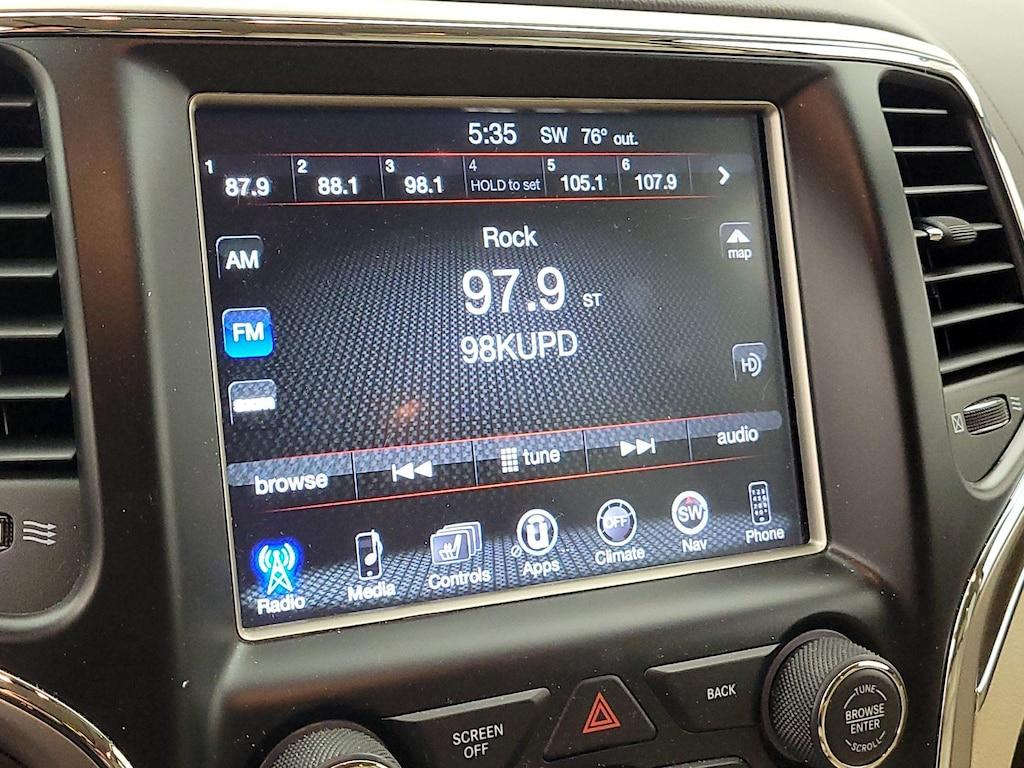 5:35 SW 76° out.
1 87.9 2 88.1 3 98.1 4 HOLD to set 5 105.1 6 107.9
Rock
97.9 ST
98KUPD
AM
FM
map
HD
browse tune audio
Radio Media Controls Apps Climate Nav Phone
OFF
SW
SCREEN
OFF
BACK
TUNE
BROWSE
ENTER
SCROLL